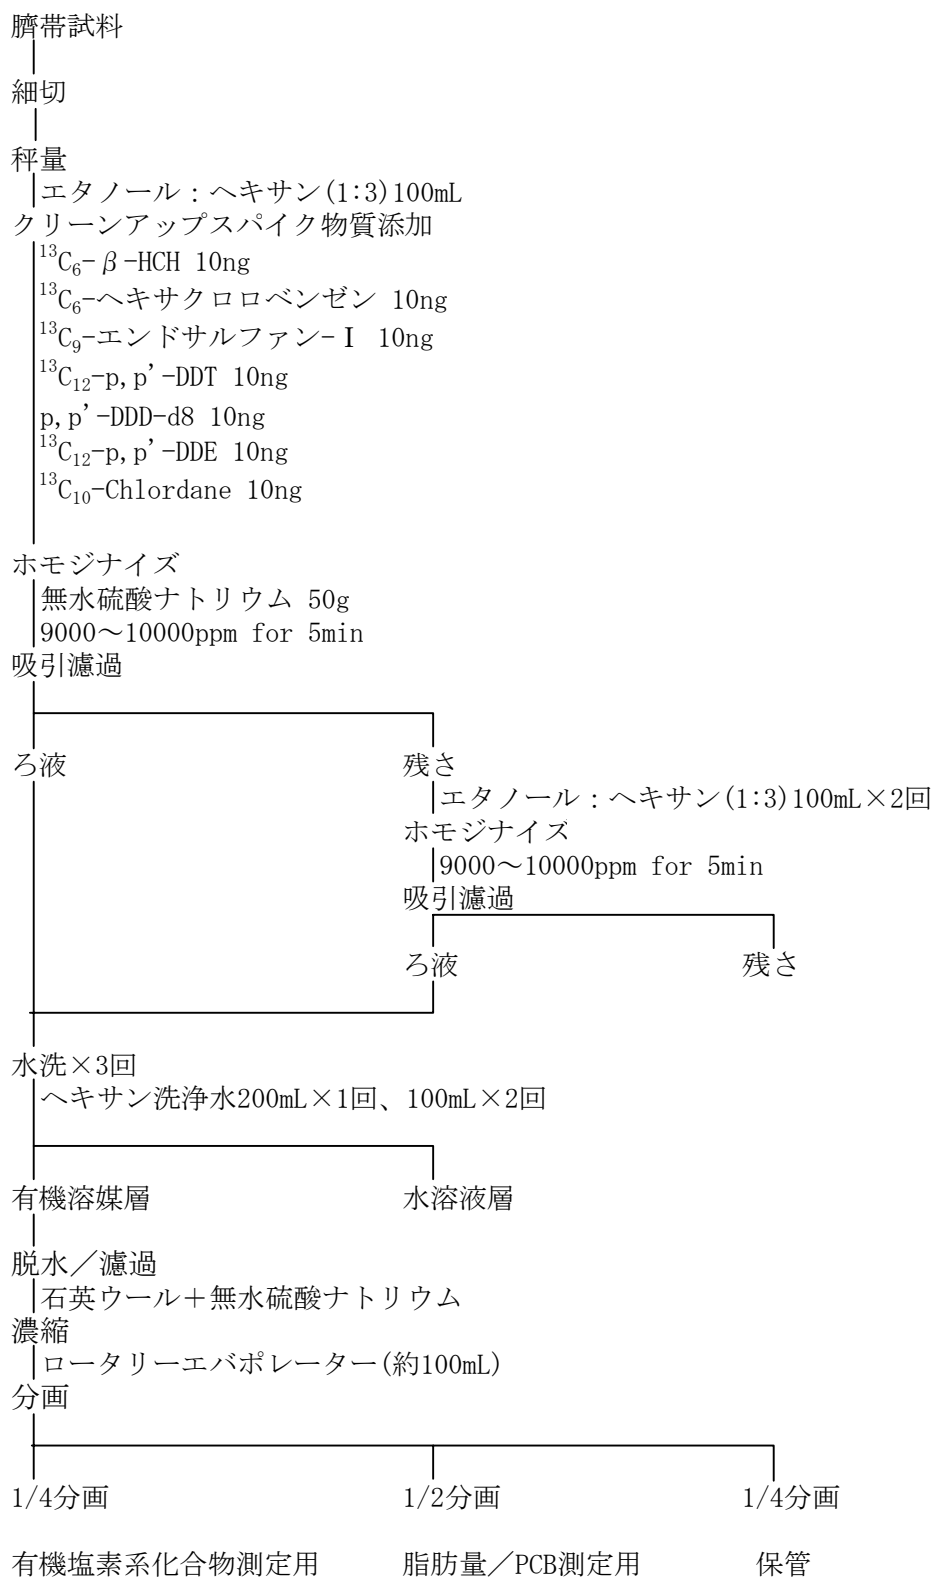 臍帯試料
細切
秤量
エタノール：ヘキサン(1:3)100mL
クリーンアップスパイク物質添加
¹³C₆-β-HCH 10ng
¹³C₆-ヘキサクロロベンゼン 10ng
¹³C₉-エンドサルファン-Ⅰ 10ng
¹³C₁₂-p,p'-DDT 10ng
p,p'-DDD-d8 10ng
¹³C₁₂-p,p'-DDE 10ng
¹³C₁₀-Chlordane 10ng
ホモジナイズ
無水硫酸ナトリウム 50g
9000～10000ppm for 5min
吸引濾過
ろ液 残さ
エタノール：ヘキサン(1:3)100mL×2回
ホモジナイズ
9000～10000ppm for 5min
吸引濾過
ろ液 残さ
水洗×3回
ヘキサン洗浄水200mL×1回、100mL×2回
有機溶媒層 水溶液層
脱水／濾過
石英ウール＋無水硫酸ナトリウム
濃縮
ロータリーエバポレーター(約100mL)
分画
1/4分画 1/2分画 1/4分画
有機塩素系化合物測定用 脂肪量／PCB測定用 保管